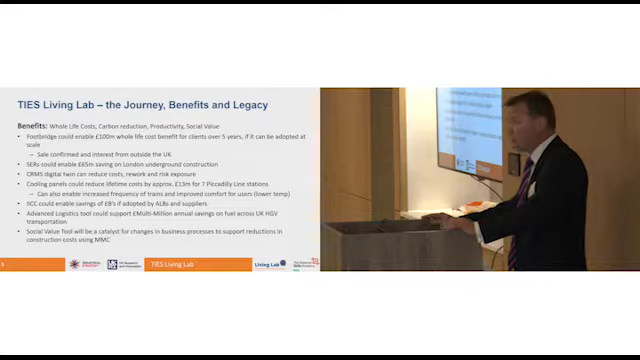 TIES Living Lab – the Journey, Benefits and Legacy
Benefits: Whole Life Costs, Carbon reduction, Productivity, Social Value
• Footbridge could enable £100m whole life cost benefit for clients over 5 years, if it can be adopted at
scale
– Sale confirmed and interest from outside the UK
• SERs could enable £65m saving on London underground construction
• CRMS digital twin can reduce costs, rework and risk exposure
• Cooling panels could reduce lifetime costs by approx. £13m for 7 Piccadilly Line stations
– Can also enable increased frequency of trains and improved comfort for users (lower temp)
• IICC could enable savings of £B's if adopted by ALBs and suppliers
• Advanced Logistics tool could support £Multi-Million annual savings on fuel across UK HGV
transportation
• Social Value Tool will be a catalyst for changes in business processes to support reductions in
construction costs using MMC
TIES Living Lab
Living Lab